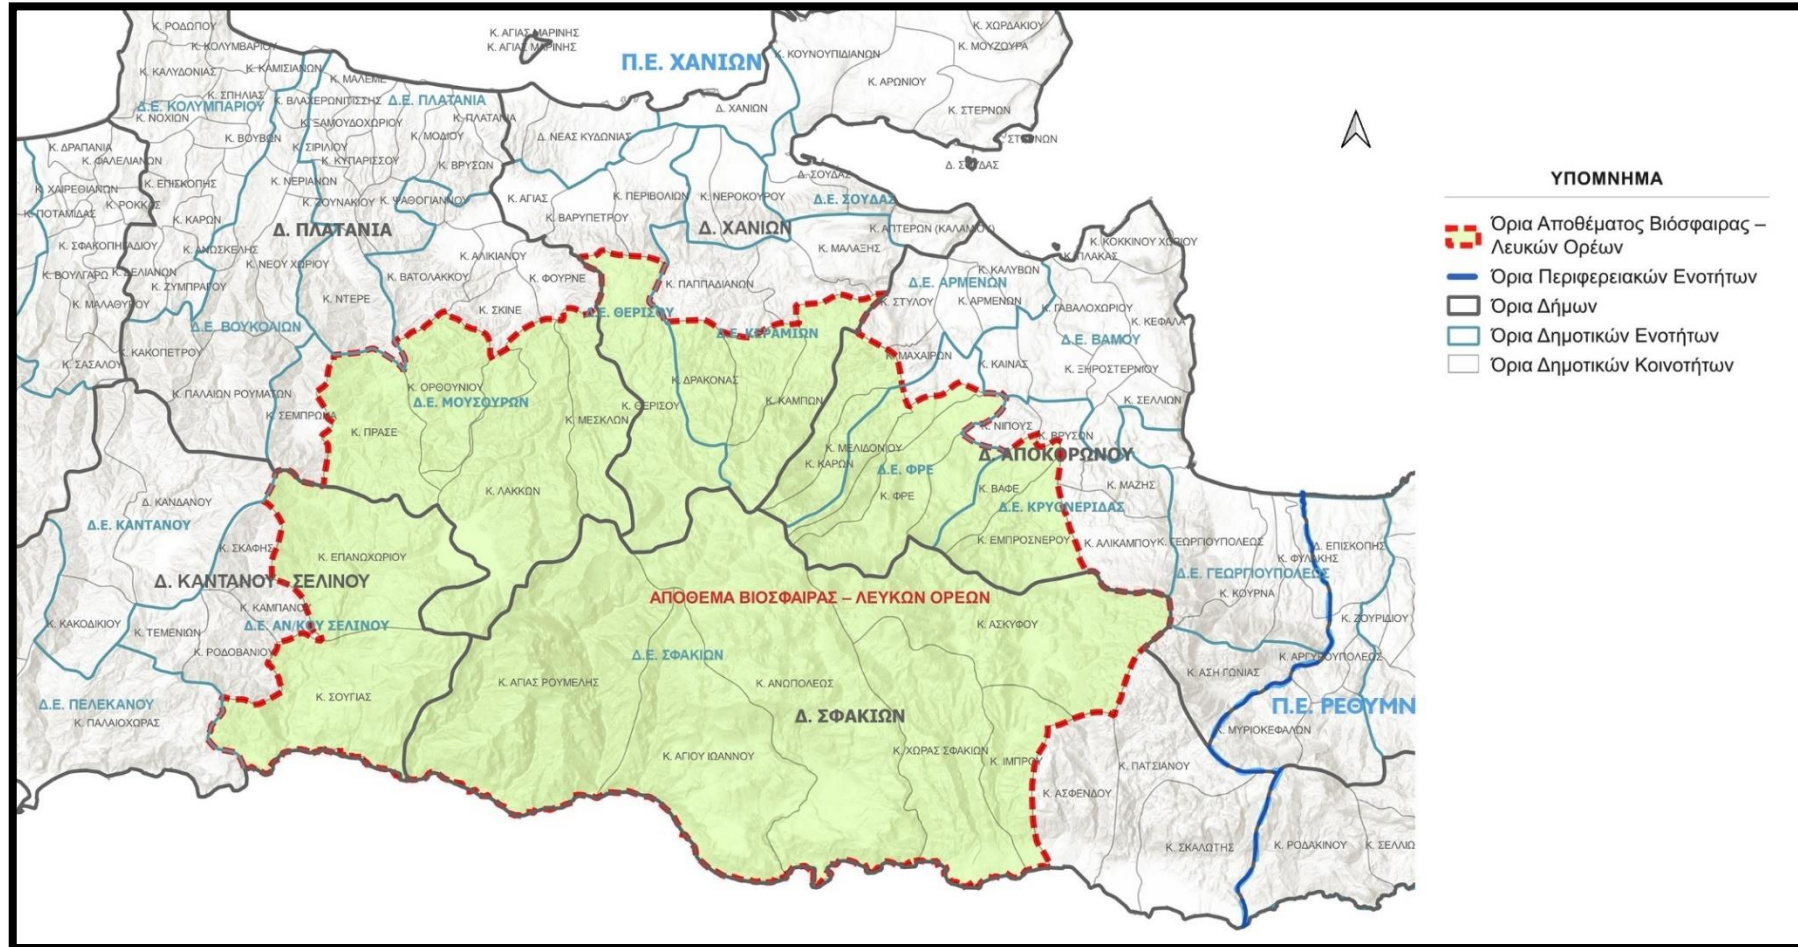 Κ. ΡΟΔΩΠΟΥ
Κ. ΑΓΙΑΣ ΜΑΡΙΝΗΣ
Κ. ΑΓΙΑΣ ΜΑΡΙΝΗΣ
Κ. ΧΩΡΔΑΚΙΟΥ
Κ. ΚΟΛΥΜΒΑΡΙΟΥ
Π.Ε. ΧΑΝΙΩΝ
Κ. ΚΟΥΝΟΥΠΙΔΙΑΝΩΝ
Κ. ΜΟΥΖΟΥΡΑ
Κ. ΚΑΛΥΔΟΝΙΑΣ
Κ. ΚΑΜΙΣΙΑΝΩΝ
Κ. ΜΑΛΕΜΕ
Κ. ΑΡΩΝΙΟΥ
Κ. ΣΠΗΛΙΑΣ
Δ.Ε. ΚΟΛΥΜΠΑΡΙΟΥ
Κ. ΒΛΑΧΕΡΩΝΙΤΙΣΣΗΣ
Δ.Ε. ΠΛΑΤΑΝΙΑ
Δ. ΧΑΝΙΩΝ
Κ. ΣΤΕΡΝΩΝ
Κ. ΝΟΧΙΩΝ
Κ. ΞΑΜΟΥΔΟΧΩΡΙΟΥ
Κ. ΠΛΑΤΑΝΙΑ
Κ. ΒΟΥΒΩΝ
Κ. ΜΟΔΙΟΥ
Δ. ΝΕΑΣ ΚΥΔΩΝΙΑΣ
ΣΤΕΡΝΩΝ
Κ. ΔΡΑΠΑΝΙΑ
Κ. ΣΙΡΙΛΙΟΥ
Κ. ΦΑΛΕΛΙΑΝΩΝ
Κ. ΚΥΠΑΡΙΣΣΟΥ
Κ. ΒΡΥΣΩΝ
Δ. ΣΟΥΔΑΣ
Δ. ΣΟΥΔΑΣ
Κ. ΧΑΙΡΕΘΙΑΝΩΝ
Κ. ΕΠΙΣΚΟΠΗΣ
Κ. ΝΕΡΙΑΝΩΝ
Κ. ΡΟΚΚΑΣ
Κ. ΖΟΥΝΑΚΙΟΥ
Κ. ΨΑΘΟΓΙΑΝΝΟΥ
Κ. ΑΓΙΑΣ
Κ. ΠΕΡΙΒΟΛΙΩΝ
Κ. ΝΕΡΟΚΟΥΡΟΥ
Δ.Ε. ΣΟΥΔΑΣ
Κ. ΠΟΤΑΜΙΔΑΣ
Κ. ΚΑΡΩΝ
Κ. ΒΑΡΥΠΕΤΡΟΥ
Δ. ΠΛΑΤΑΝΙΑ
Δ. ΧΑΝΙΩΝ
Κ. ΑΠΤΕΡΩΝ (ΚΑΛΑΜΙΟΥ)
Κ. ΣΦΑΚΟΠΗΓΑΔΙΟΥ
Κ. ΑΝΩΣΚΕΛΗΣ
Κ. ΑΛΙΚΙΑΝΟΥ
Κ. ΜΑΛΑΞΗΣ
Κ. ΚΟΚΚΙΝΟΥ ΧΩΡΙΟΥ
Κ. ΠΛΑΚΑΣ
Κ. ΒΟΥΛΓΑΡΩ
Κ. ΔΕΛΙΑΝΩΝ
Κ. ΝΕΟΥ ΧΩΡΙΟΥ
Κ. ΒΑΤΟΛΑΚΚΟΥ
Κ. ΦΟΥΡΝΕ
Κ. ΚΑΛΥΒΩΝ
Κ. ΖΥΜΠΡΑΓΟΥ
Κ. ΠΑΠΠΑΔΙΑΝΩΝ
Δ.Ε. ΑΡΜΕΝΩΝ
Κ. ΜΑΛΑΘΥΡΟΥ
Κ. ΝΤΕΡΕ
Κ. ΣΚΙΝΕ
Δ.Ε. ΘΕΡΙΣΟΥ
Κ. ΣΤΥΛΟΥ
Κ. ΑΡΜΕΝΩΝ
Κ. ΓΑΒΑΛΟΧΩΡΙΟΥ
Δ.Ε. ΒΟΥΚΟΛΙΩΝ
Δ.Ε. ΚΕΡΑΜΙΩΝ
Κ. ΚΕΦΑΛΑ
Δ.Ε. ΒΑΜΟΥ
Κ. ΚΑΚΟΠΕΤΡΟΥ
Κ. ΜΑΧΑΙΡΩΝ
Κ. ΣΑΣΑΛΟΥ
Κ. ΚΑΙΝΑΣ
Κ. ΞΗΡΟΣΤΕΡΝΙΟΥ
Κ. ΟΡΘΟΥΝΙΟΥ
Κ. ΔΡΑΚΟΝΑΣ
Κ. ΠΑΛΑΙΩΝ ΡΟΥΜΑΤΩΝ
Δ.Ε. ΜΟΥΣΟΥΡΩΝ
Κ. ΘΕΡΙΣΟΥ
Κ. ΚΑΜΠΩΝ
Κ. ΣΕΛΛΙΩΝ
Κ. ΣΕΜΠΡΩΝΑ
Κ. ΜΕΣΚΛΩΝ
Κ. ΝΙΠΟΥΣ
Κ. ΠΡΑΣΕ
Κ. ΒΡΥΣΩΝ
Κ. ΜΕΛΙΔΟΝΙΟΥ
Δ. ΑΠΟΚΟΡΩΝΟΥ
Κ. ΚΑΡΩΝ
Δ.Ε. ΦΡΕ
Κ. ΜΑΖΗΣ
Κ. ΛΑΚΚΩΝ
Κ. ΦΡΕ
Κ. ΒΑΦΕ
Δ. ΚΑΝΔΑΝΟΥ
Δ.Ε. ΚΡΥΟΝΕΡΙΔΑΣ
Δ.Ε. ΚΑΝΤΑΝΟΥ
Κ. ΣΚΑΦΗΣ
Κ. ΕΠΑΝΩΧΩΡΙΟΥ
Κ. ΕΜΠΡΟΣΝΕΡΟΥ
Κ. ΑΛΙΚΑΜΠΟΥ
Κ. ΓΕΩΡΓΙΟΥΠΟΛΕΩΣ
Δ. ΕΠΙΣΚΟΠΗΣ
Κ. ΦΥΛΑΚΗΣ
Δ. ΚΑΝΤΑΝΟΥ - ΣΕΛΙΝΟΥ
Δ.Ε. ΓΕΩΡΓΙΟΥΠΟΛΕΩΣ
ΑΠΟΘΕΜΑ ΒΙΟΣΦΑΙΡΑΣ – ΛΕΥΚΩΝ ΟΡΕΩΝ
Κ. ΚΟΥΡΝΑ
Κ. ΚΑΜΠΑΝΟΥ
Κ. ΚΑΚΟΔΙΚΙΟΥ
Κ. ΤΕΜΕΝΙΩΝ
Δ.Ε. ΑΝ/ΚΟΥ ΣΕΛΙΝΟΥ
Κ. ΑΣΚΥΦΟΥ
Κ. ΖΟΥΡΙΔΙΟΥ
Κ. ΡΟΔΟΒΑΝΙΟΥ
Δ.Ε. ΣΦΑΚΙΩΝ
Κ. ΑΡΓΥΡΟΥΠΟΛΕΩΣ
Κ. ΑΣΗ ΓΩΝΙΑΣ
Κ. ΣΟΥΓΙΑΣ
Κ. ΑΓΙΑΣ ΡΟΥΜΕΛΗΣ
Κ. ΑΝΩΠΟΛΕΩΣ
Δ.Ε. ΠΕΛΕΚΑΝΟΥ
Π.Ε. ΡΕΘΥΜΝ
Κ. ΠΑΛΑΙΟΧΩΡΑΣ
Δ. ΣΦΑΚΙΩΝ
Κ. ΜΥΡΙΟΚΕΦΑΛΩΝ
Κ. ΑΓΙΟΥ ΙΩΑΝΝΟΥ
Κ. ΧΩΡΑΣ ΣΦΑΚΙΩΝ
Κ. ΙΜΠΡΟΥ
Κ. ΠΑΤΣΙΑΝΟΥ
Κ. ΑΣΦΕΝΔΟΥ
Κ. ΣΚΑΛΩΤΗΣ
Κ. ΡΟΔΑΚΙΝΟΥ
Κ. ΣΕΛΛΙΟ
ΥΠΟΜΝΗΜΑ
Όρια Αποθέματος Βιόσφαιρας –
Λευκών Ορέων
Όρια Περιφερειακών Ενοτήτων
Όρια Δήμων
Όρια Δημοτικών Ενοτήτων
Όρια Δημοτικών Κοινοτήτων